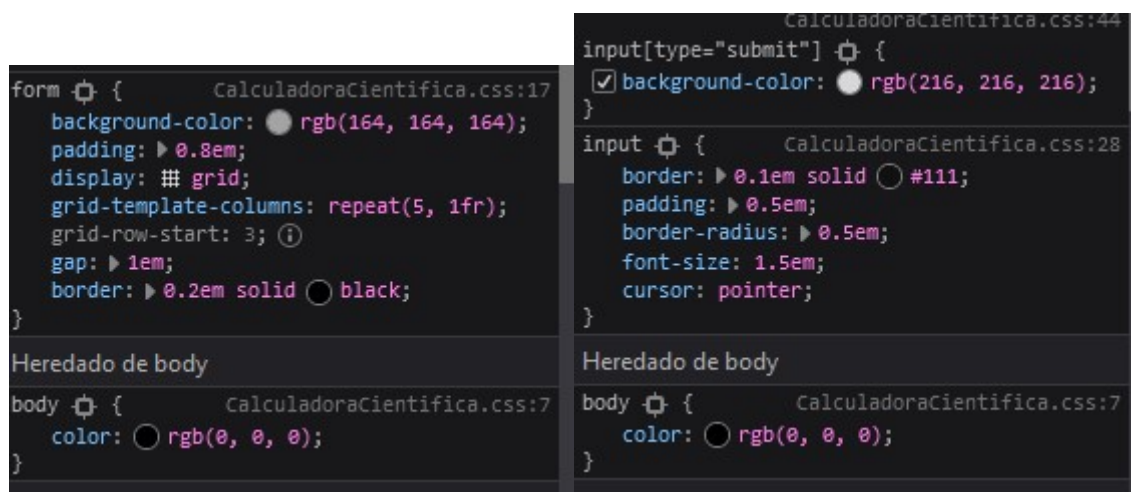 form { CalculadoraCientifica.css:17
background-color: rgb(164, 164, 164);
padding: 0.8em;
display: grid;
grid-template-columns: repeat(5, 1fr);
grid-row-start: 3;
gap: 1em;
border: 0.2em solid black;
}
Heredado de body
body { CalculadoraCientifica.css:7
color: rgb(0, 0, 0);
}
CalculadoraCientifica.css:44
input[type="submit"] {
background-color: rgb(216, 216, 216);
}
input { CalculadoraCientifica.css:28
border: 0.1em solid #111;
padding: 0.5em;
border-radius: 0.5em;
font-size: 1.5em;
cursor: pointer;
}
Heredado de body
body { CalculadoraCientifica.css:7
color: rgb(0, 0, 0);
}